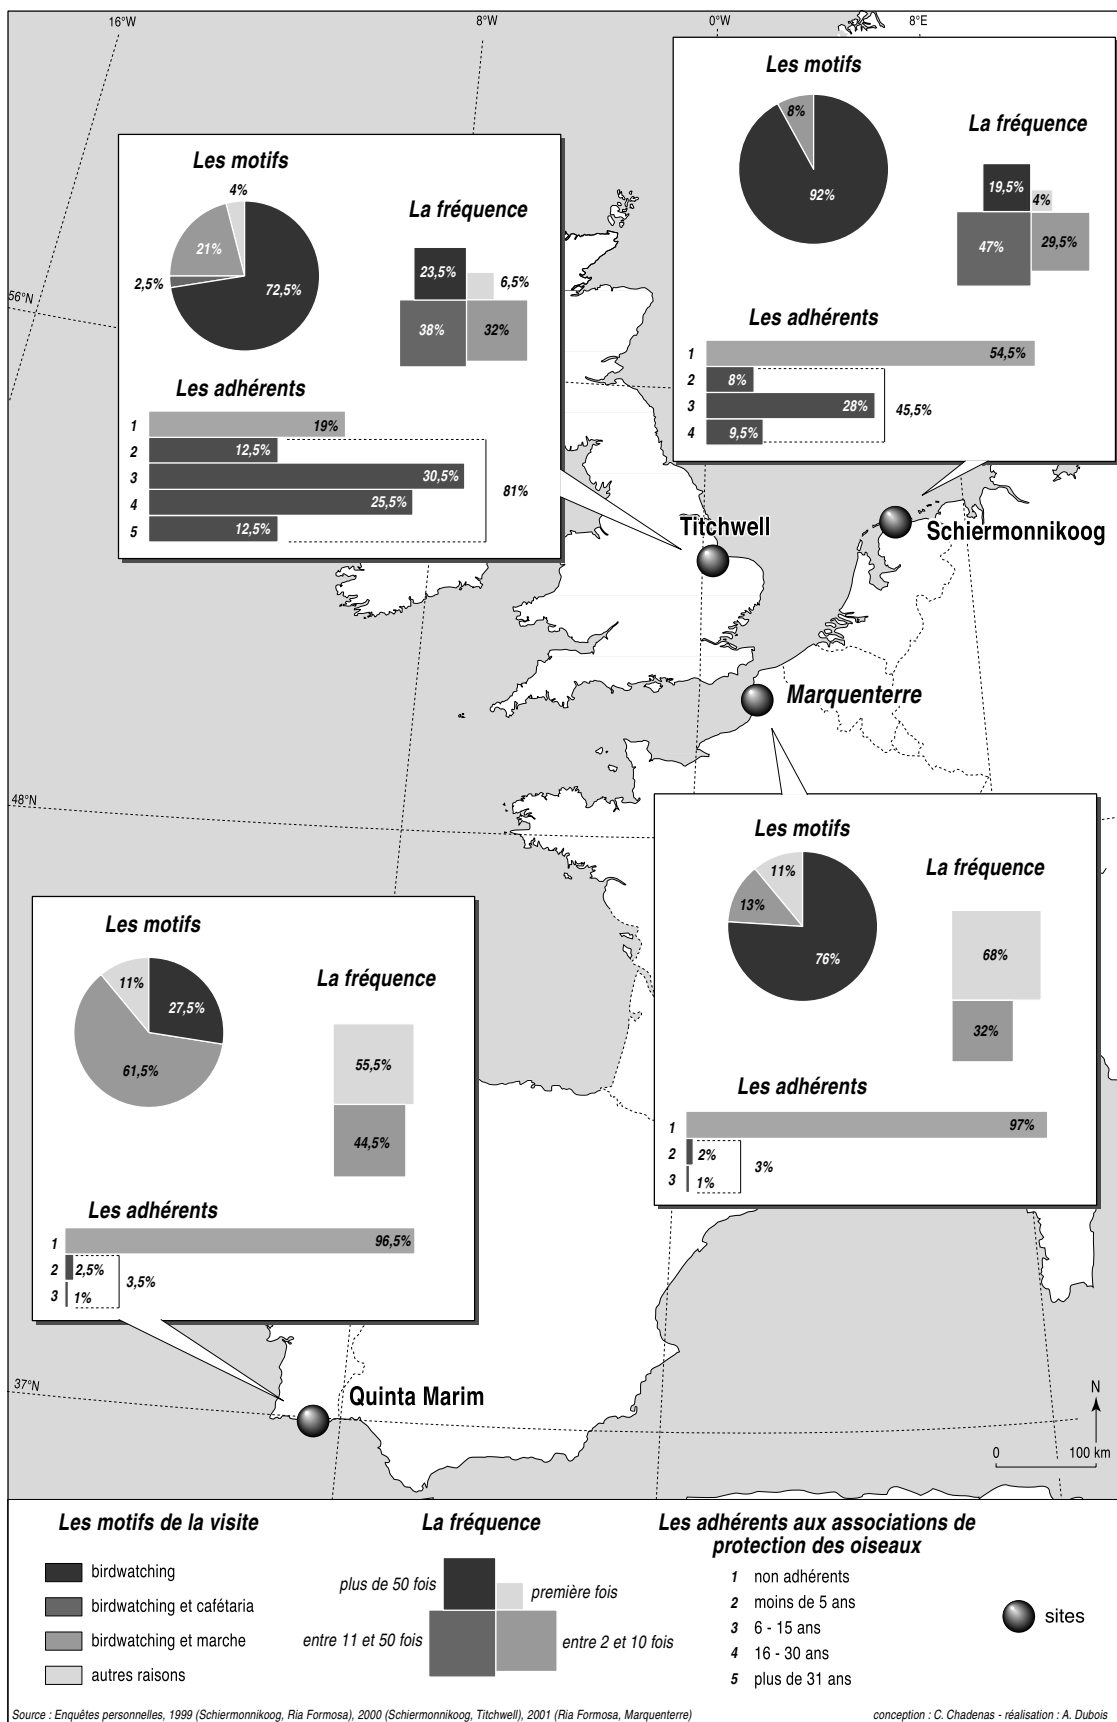 16°W
8°W
0°W
8°E
Les motifs
8%
92%
La fréquence
19,5%
4%
47%
29,5%
Les adhérents
1
54,5%
2
8%
3
28%
4
9,5%
45,5%
Les motifs
4%
21%
2,5%
72,5%
La fréquence
23,5%
6,5%
38%
32%
Les adhérents
1
19%
2
12,5%
3
30,5%
4
25,5%
5
12,5%
81%
56°N
Titchwell
Schiermonnikoog
Marquenterre
48°N
Les motifs
11%
13%
76%
La fréquence
68%
32%
Les adhérents
1
97%
2
2%
3
1%
3%
Les motifs
11%
27,5%
61,5%
La fréquence
55,5%
44,5%
Les adhérents
1
96,5%
2
2,5%
3
1%
3,5%
37°N
Quinta Marim
N
0
100 km
Les motifs de la visite
birdwatching
birdwatching et cafétaria
birdwatching et marche
autres raisons
La fréquence
plus de 50 fois
première fois
entre 11 et 50 fois
entre 2 et 10 fois
Les adhérents aux associations de
protection des oiseaux
1 non adhérents
2 moins de 5 ans
3 6 - 15 ans
4 16 - 30 ans
5 plus de 31 ans
sites
Source : Enquêtes personnelles, 1999 (Schiermonnikoog, Ria Formosa), 2000 (Schiermonnikoog, Titchwell), 2001 (Ria Formosa, Marquenterre)
conception : C. Chadenas - réalisation : A. Dubois